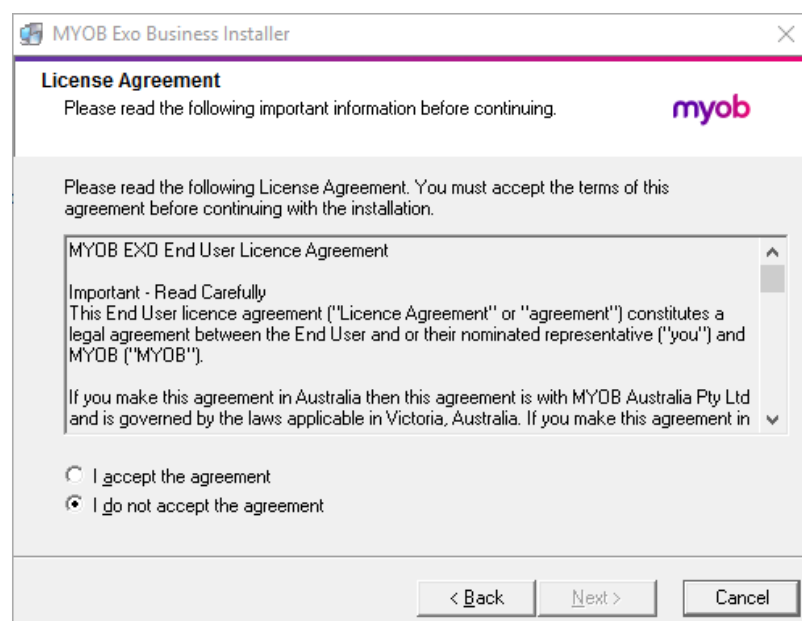 MYOB Exo Business Installer
License Agreement
Please read the following important information before continuing.
myob
Please read the following License Agreement. You must accept the terms of this
agreement before continuing with the installation.
MYOB EXO End User Licence Agreement
Important - Read Carefully
This End User licence agreement ("Licence Agreement" or "agreement") constitutes a
legal agreement between the End User and or their nominated representative ("you") and
MYOB ("MYOB").
If you make this agreement in Australia then this agreement is with MYOB Australia Pty Ltd
and is governed by the laws applicable in Victoria, Australia. If you make this agreement in
I accept the agreement
I do not accept the agreement
< Back
Next >
Cancel